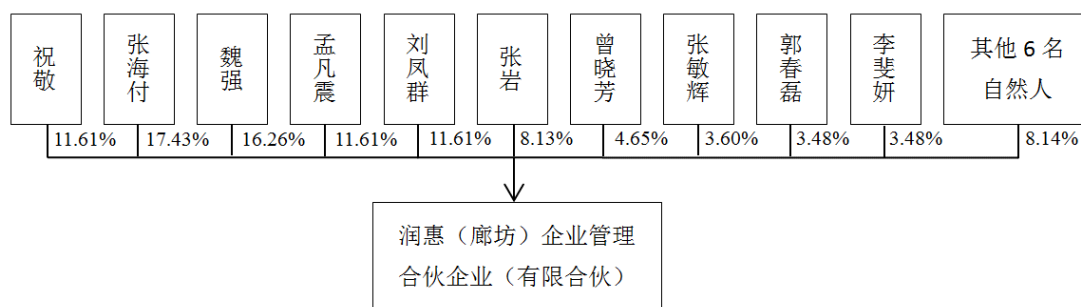 祝敬
张海付
魏强
孟凡震
刘凤群
张岩
曾晓芳
张敏辉
郭春磊
李斐妍
其他 6 名
自然人
11.61%
17.43%
16.26%
11.61%
11.61%
8.13%
4.65%
3.60%
3.48%
3.48%
8.14%
润惠（廊坊）企业管理
合伙企业（有限合伙）